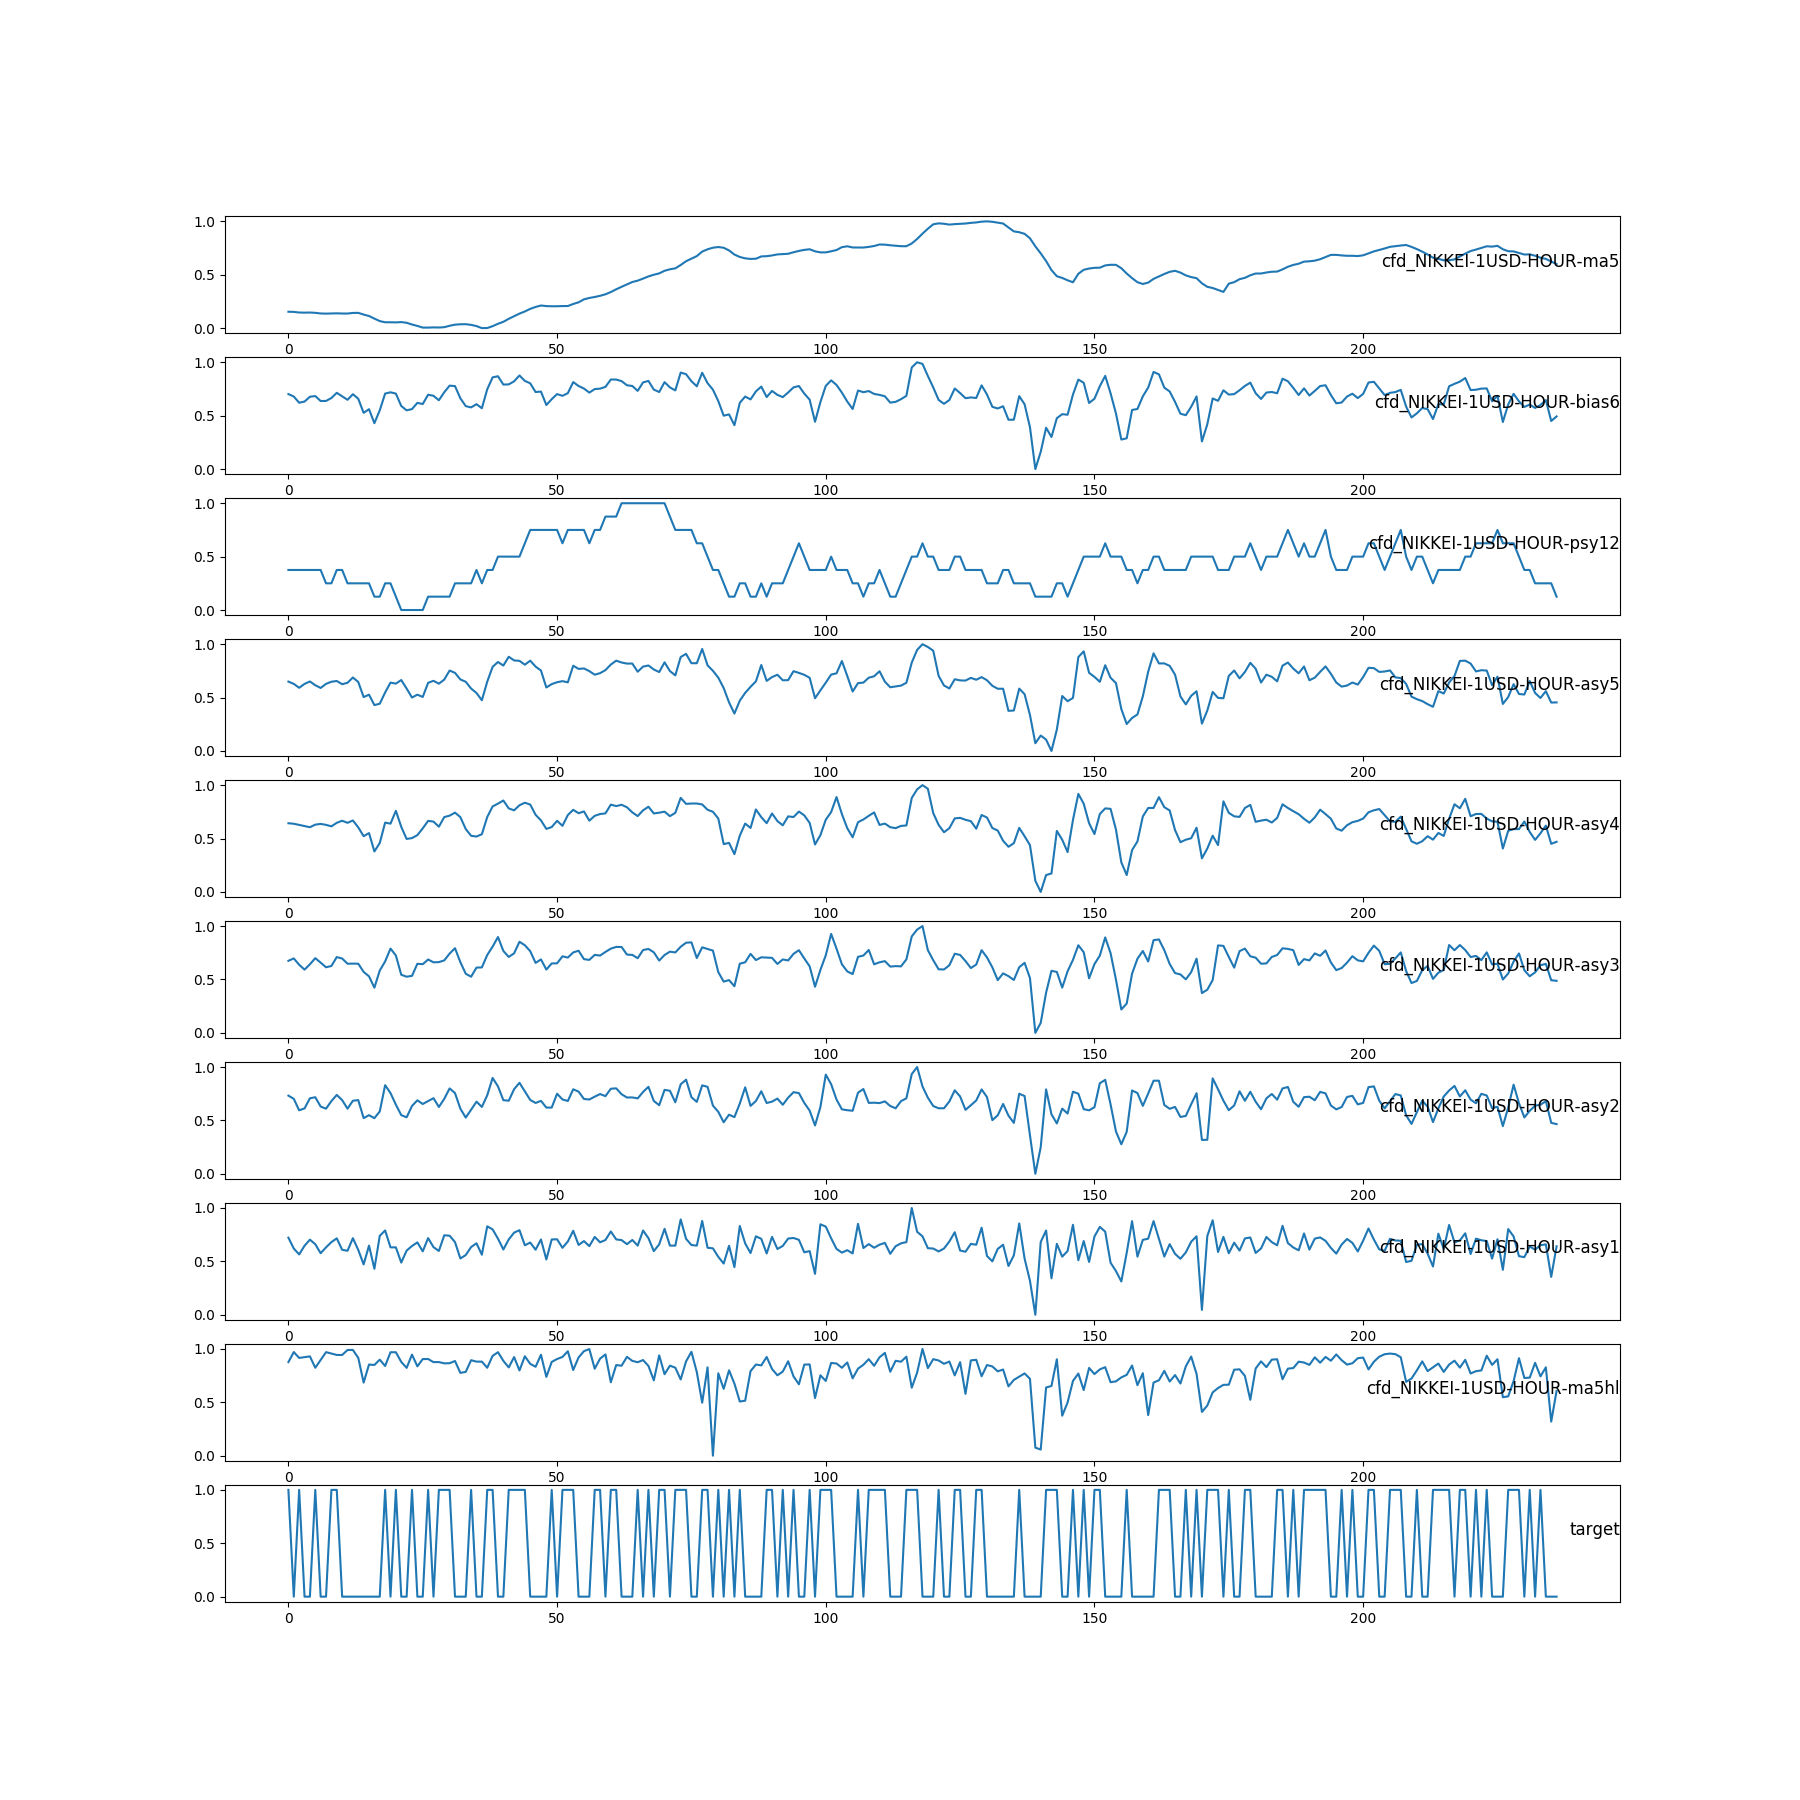 1.0
0.5
0.0
cfd_NIKKEI-1USD-HOUR-ma5
0 50 100 150 200
1.0
0.5
0.0
cfd_NIKKEI-1USD-HOUR-bias6
0 50 100 150 200
1.0
0.5
0.0
cfd_NIKKEI-1USD-HOUR-psy12
0 50 100 150 200
1.0
0.5
0.0
cfd_NIKKEI-1USD-HOUR-asy5
0 50 100 150 200
1.0
0.5
0.0
cfd_NIKKEI-1USD-HOUR-asy4
0 50 100 150 200
1.0
0.5
0.0
cfd_NIKKEI-1USD-HOUR-asy3
0 50 100 150 200
1.0
0.5
0.0
cfd_NIKKEI-1USD-HOUR-asy2
0 50 100 150 200
1.0
0.5
0.0
cfd_NIKKEI-1USD-HOUR-asy1
0 50 100 150 200
1.0
0.5
0.0
cfd_NIKKEI-1USD-HOUR-ma5hl
0 50 100 150 200
1.0
0.5
0.0
target
0 50 100 150 200